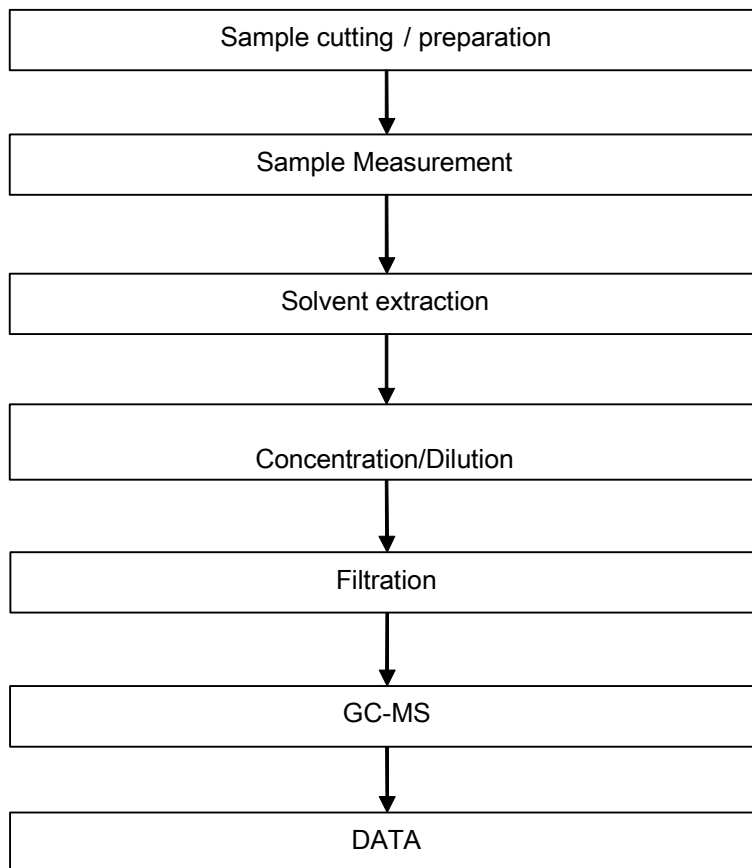 Sample cutting / preparation
Sample Measurement
Solvent extraction
Concentration/Dilution
Filtration
GC-MS
DATA